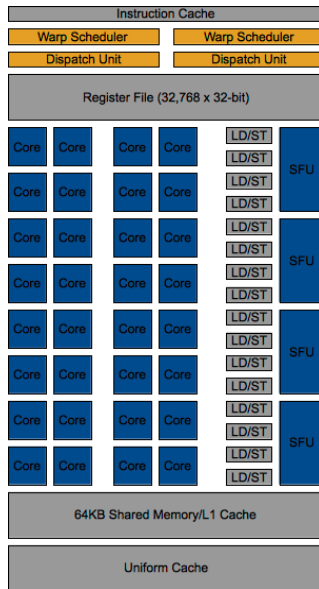 Instruction Cache
Warp Scheduler Warp Scheduler
Dispatch Unit Dispatch Unit
Register File (32,768 x 32-bit)
LD/ST
Core Core Core Core
LD/ST
SFU
LD/ST
Core Core Core Core
LD/ST
LD/ST
Core Core Core Core
LD/ST
SFU
LD/ST
Core Core Core Core
LD/ST
LD/ST
Core Core Core Core
LD/ST
SFU
LD/ST
Core Core Core Core
LD/ST
LD/ST
Core Core Core Core
LD/ST
SFU
LD/ST
Core Core Core Core
LD/ST
64KB Shared Memory/L1 Cache
Uniform Cache